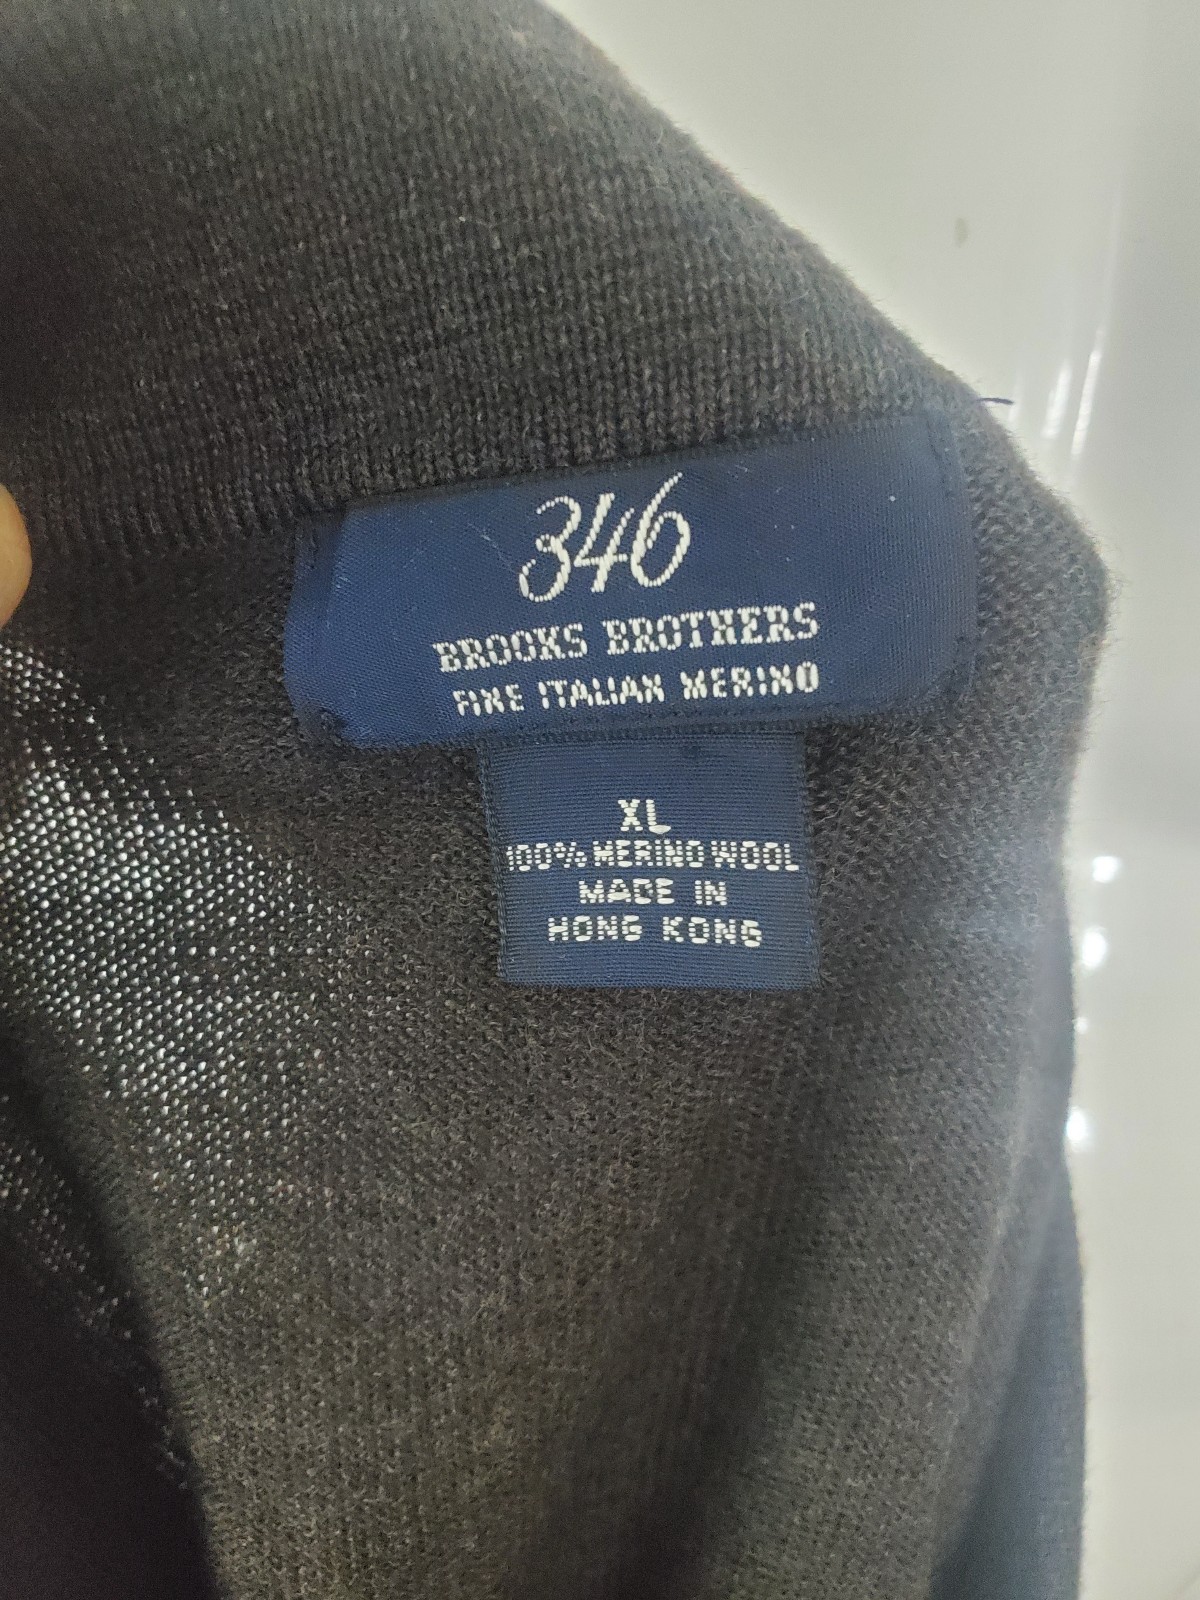 346
BROOKS BROTHERS
FINE ITALIAN MERINO
XL
100% MERINO WOOL
MADE IN
HONG KONG